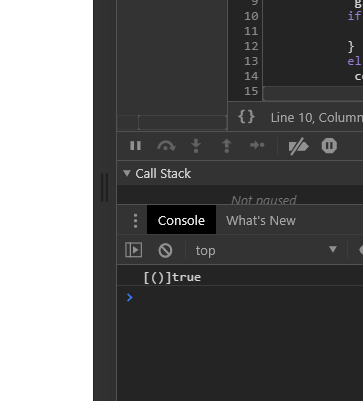 9 g
10 if
11
12 }
13 el
14 co
15
{} Line 10, Column
Call Stack
Not paused
Console What's New
top
[()]true